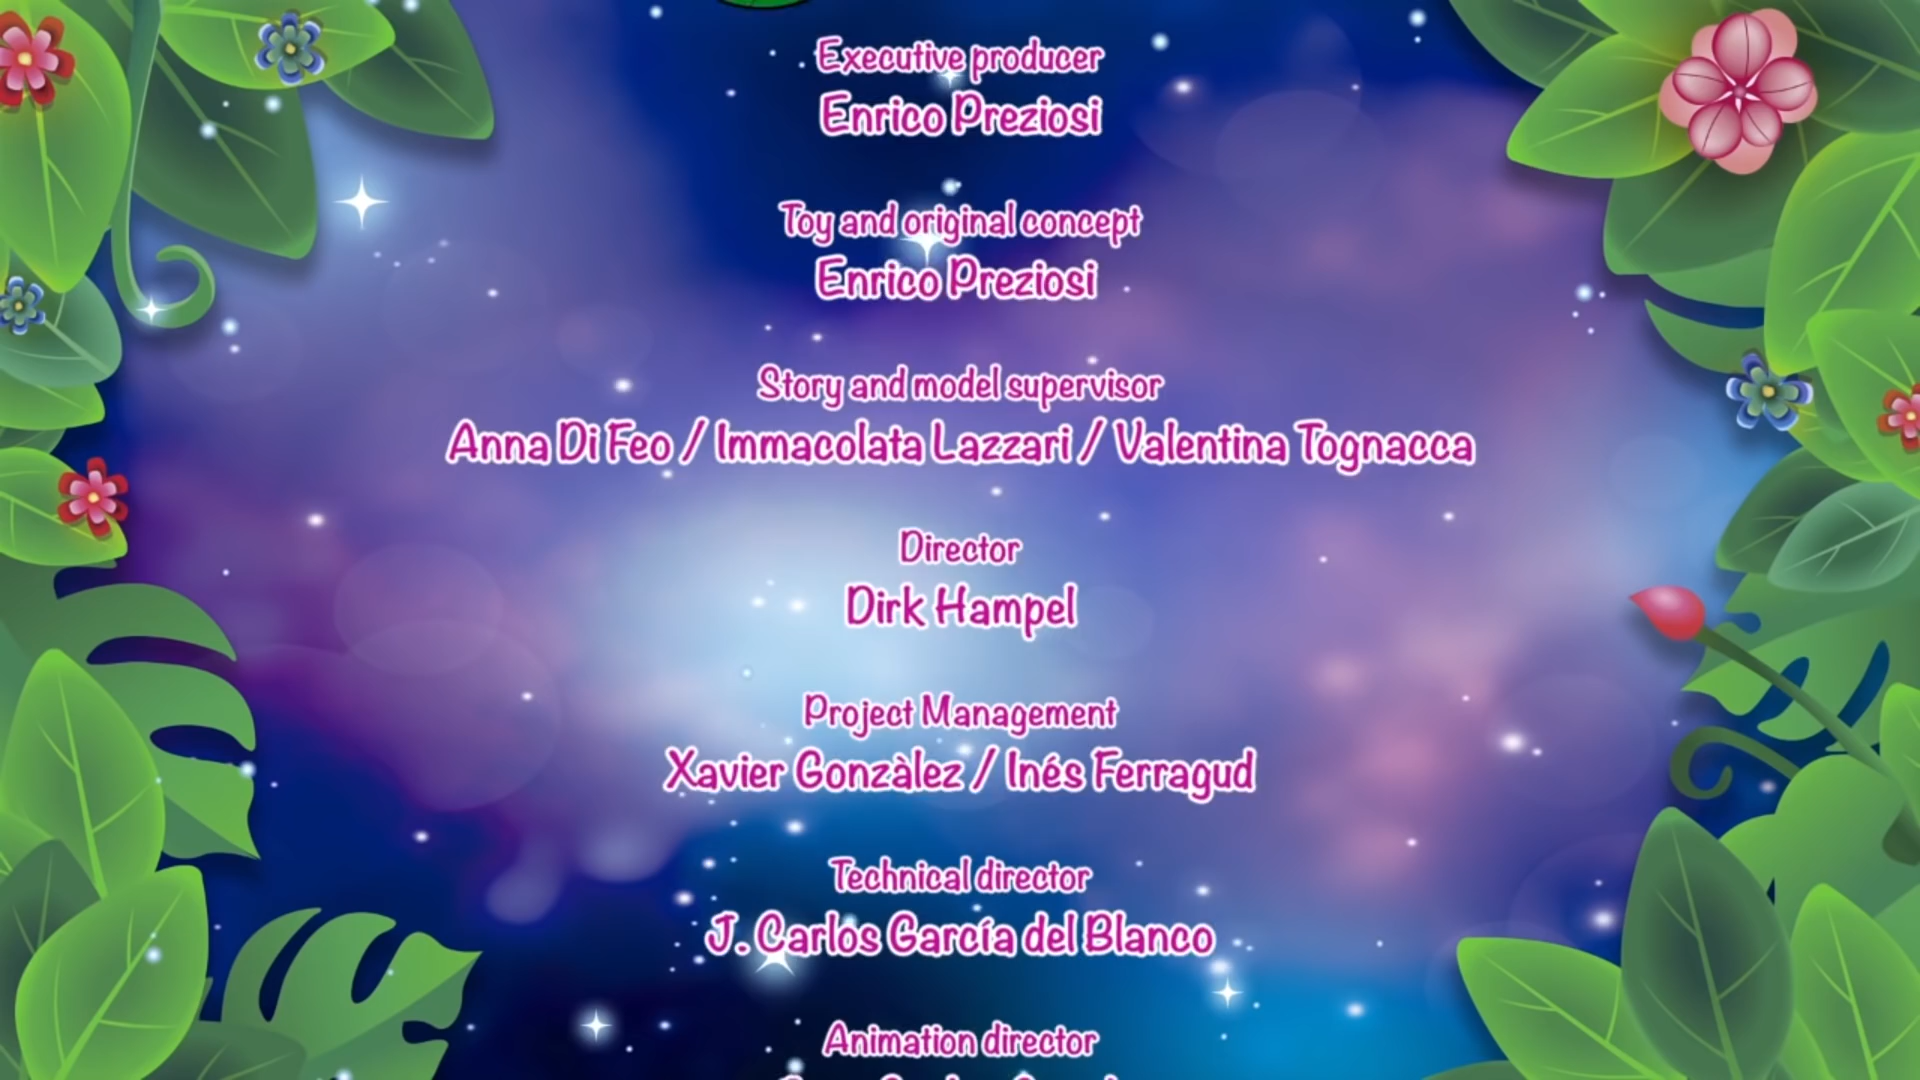 Executive producer
Enrico Preziosi
Toy and original concept
Enrico Preziosi
Story and model supervisor
Anna Di Feo / Immacolata Lazzari / Valentina Tognacca
Director
Dirk Hampel
Project Management
Xavier Gonzàlez / Inés Ferragud
Technical director
J. Carlos García del Blanco
Animation director